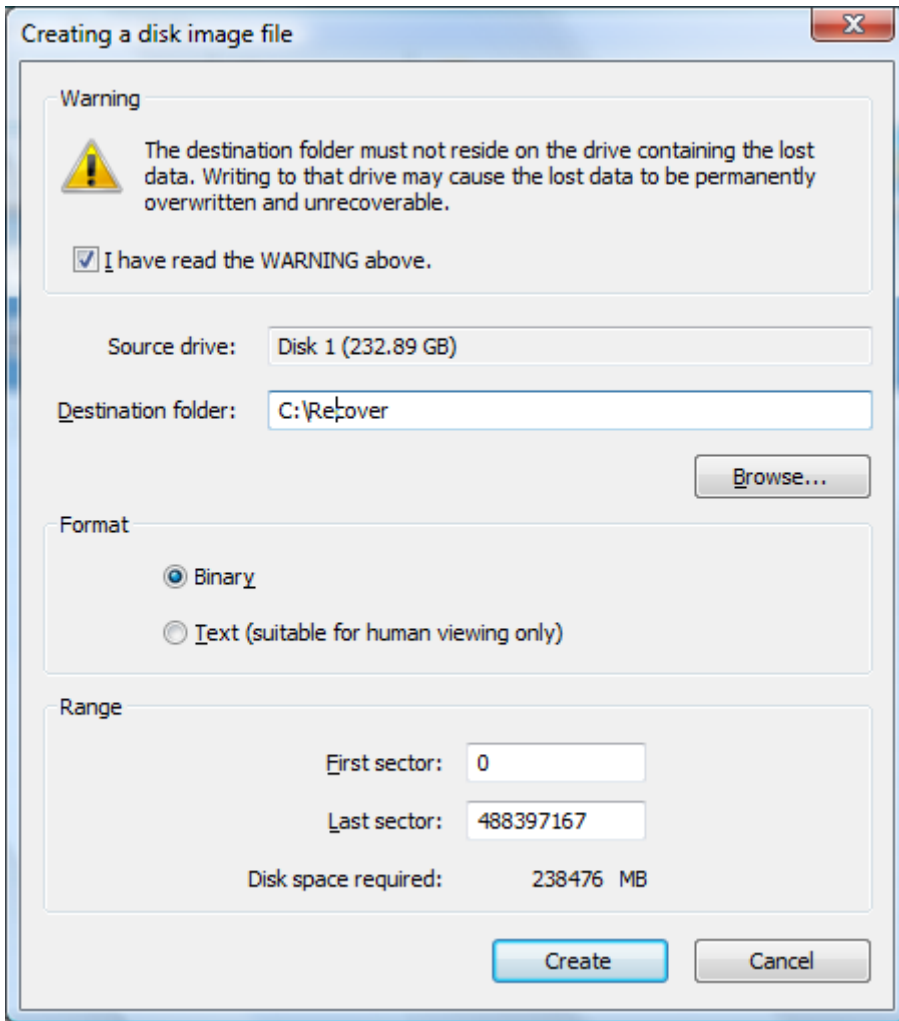 Creating a disk image file
Warning
The destination folder must not reside on the drive containing the lost
data. Writing to that drive may cause the lost data to be permanently
overwritten and unrecoverable.
I have read the WARNING above.
Source drive: Disk 1 (232.89 GB)
Destination folder: C:\Recover
Browse...
Format
Binary
Text (suitable for human viewing only)
Range
First sector: 0
Last sector: 488397167
Disk space required: 238476 MB
Create Cancel